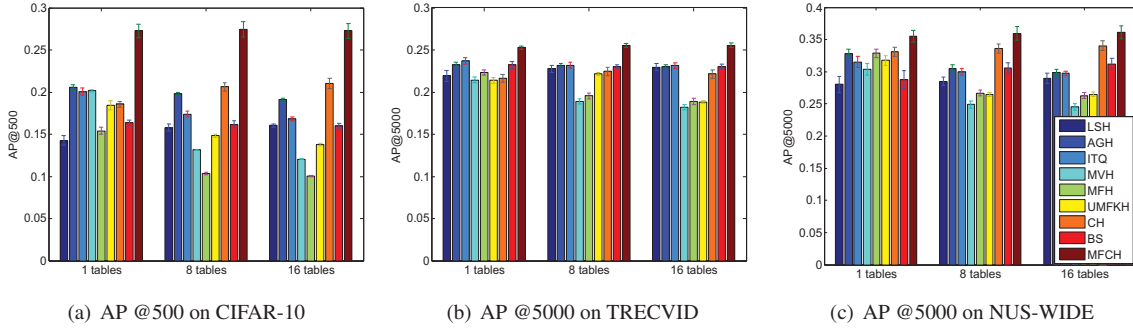 0.3
0.25
0.2
0.15
0.1
0.05
0
AP@500
1 tables
8 tables
16 tables
(a) AP @500 on CIFAR-10
0.3
0.25
0.2
0.15
0.1
0.05
0
AP@5000
1 tables
8 tables
16 tables
(b) AP @5000 on TRECVID
0.4
0.35
0.3
0.25
0.2
0.15
0.1
0.05
0
AP@5000
1 tables
8 tables
16 tables
LSH
AGH
ITQ
MVH
MFH
UMFKH
CH
BS
MFCH
(c) AP @5000 on NUS-WIDE